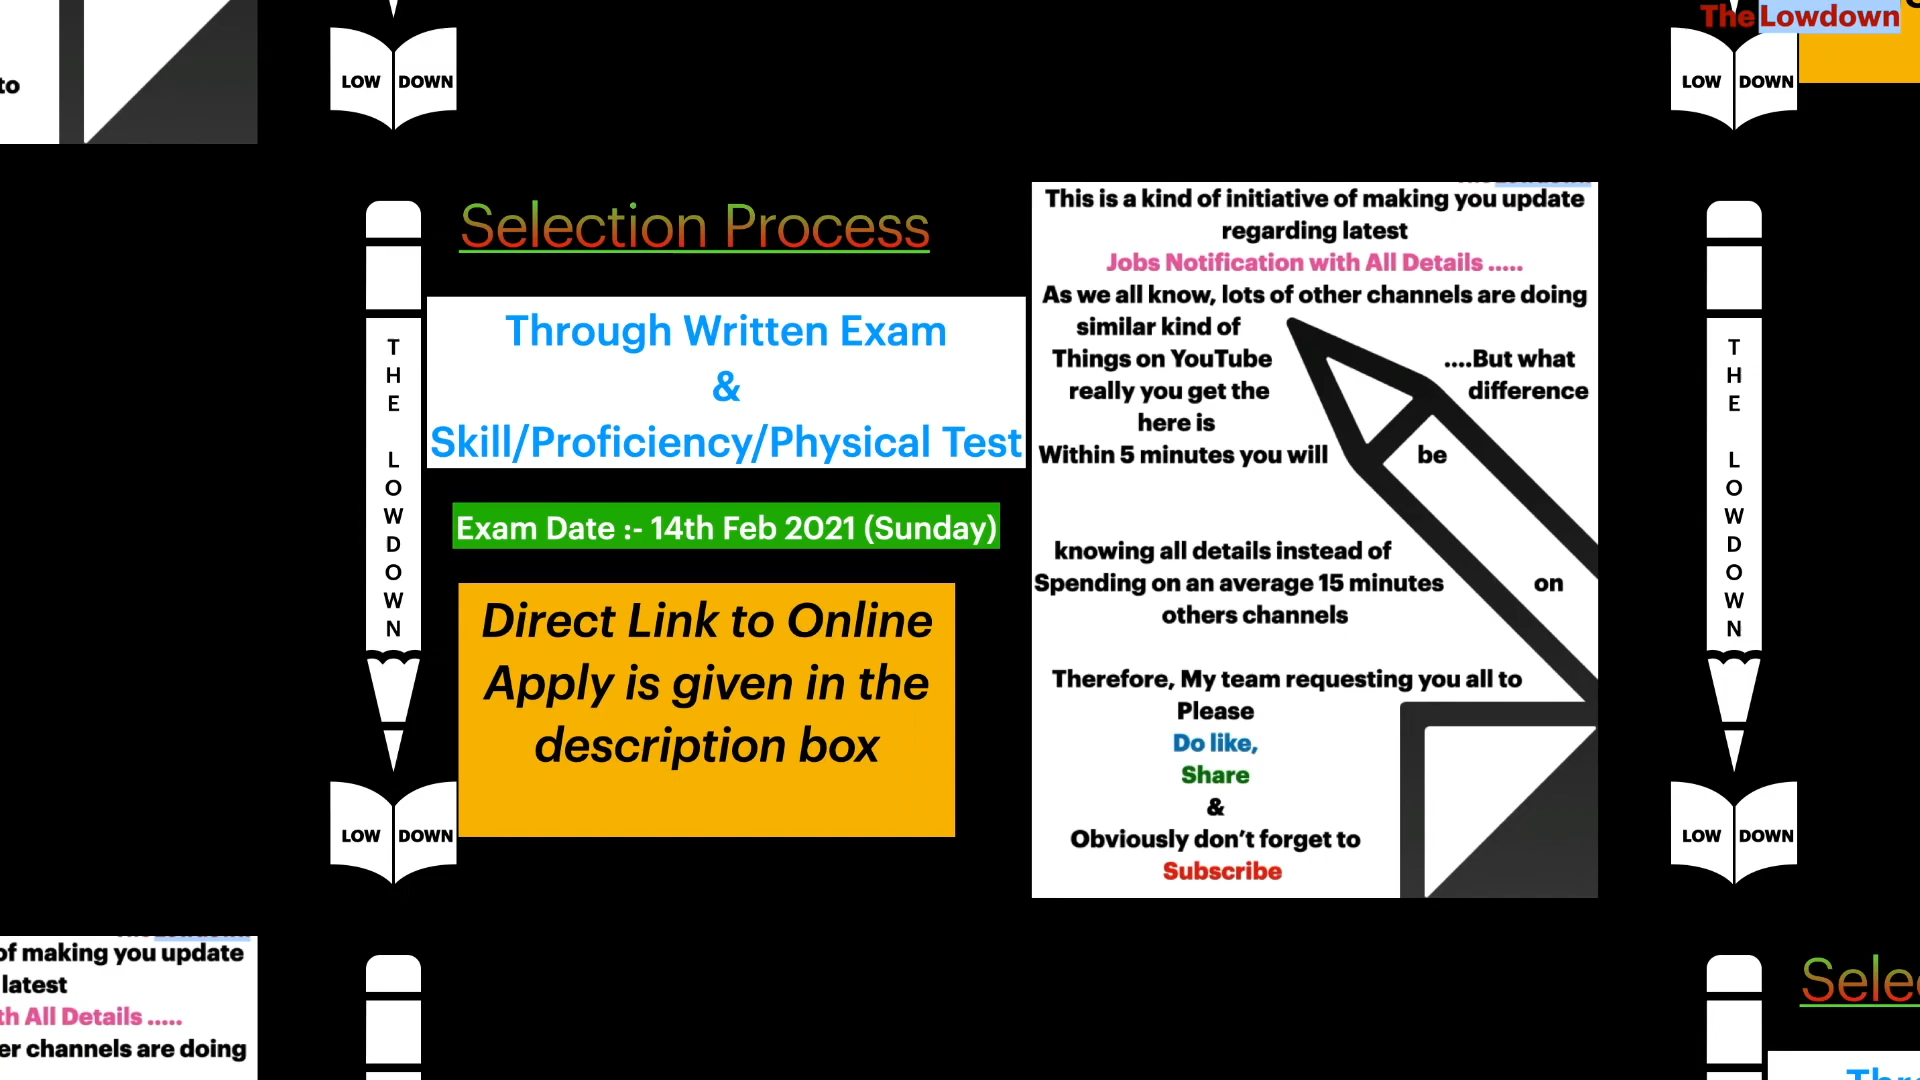 to
LOW DOWN
The Lowdown
LOW DOWN
Selection Process
Through Written Exam
&
Skill/Proficiency/Physical Test
Exam Date :- 14th Feb 2021 (Sunday)
Direct Link to Online
Apply is given in the
description box
THE LOWDOWN
LOW DOWN
This is a kind of initiative of making you update
regarding latest
Jobs Notification with All Details .....
As we all know, lots of other channels are doing
similar kind of
Things on YouTube ....But what
really you get the difference
here is
Within 5 minutes you will be
knowing all details instead of
Spending on an average 15 minutes on
others channels
Therefore, My team requesting you all to
Please
Do like,
Share
&
Obviously don’t forget to
Subscribe
THE LOWDOWN
LOW DOWN
of making you update
latest
th All Details .....
er channels are doing
Sele